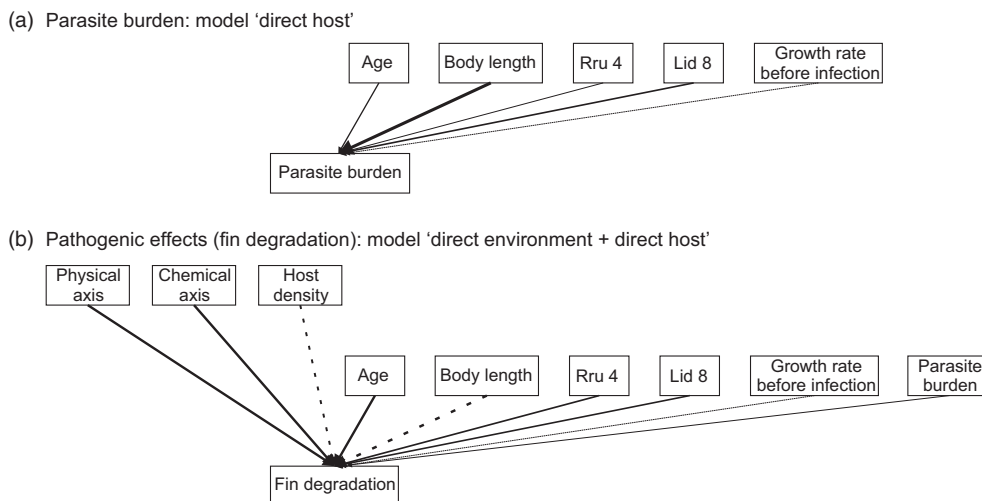 (a) Parasite burden: model ‘direct host’
Age
Body length
Rru 4
Lid 8
Growth rate
before infection
Parasite burden
(b) Pathogenic effects (fin degradation): model ‘direct environment + direct host’
Physical
axis
Chemical
axis
Host
density
Age
Body length
Rru 4
Lid 8
Growth rate
before infection
Parasite
burden
Fin degradation